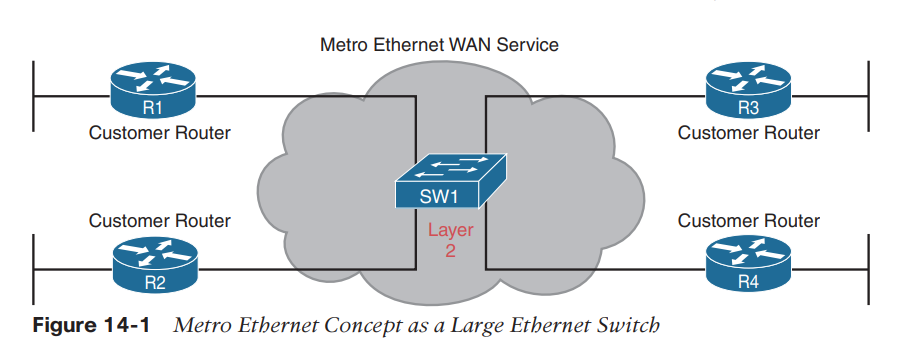 Metro Ethernet WAN Service
R1
Customer Router
R3
Customer Router
SW1
Layer
2
Customer Router
R2
Customer Router
R4
Figure 14-1 Metro Ethernet Concept as a Large Ethernet Switch